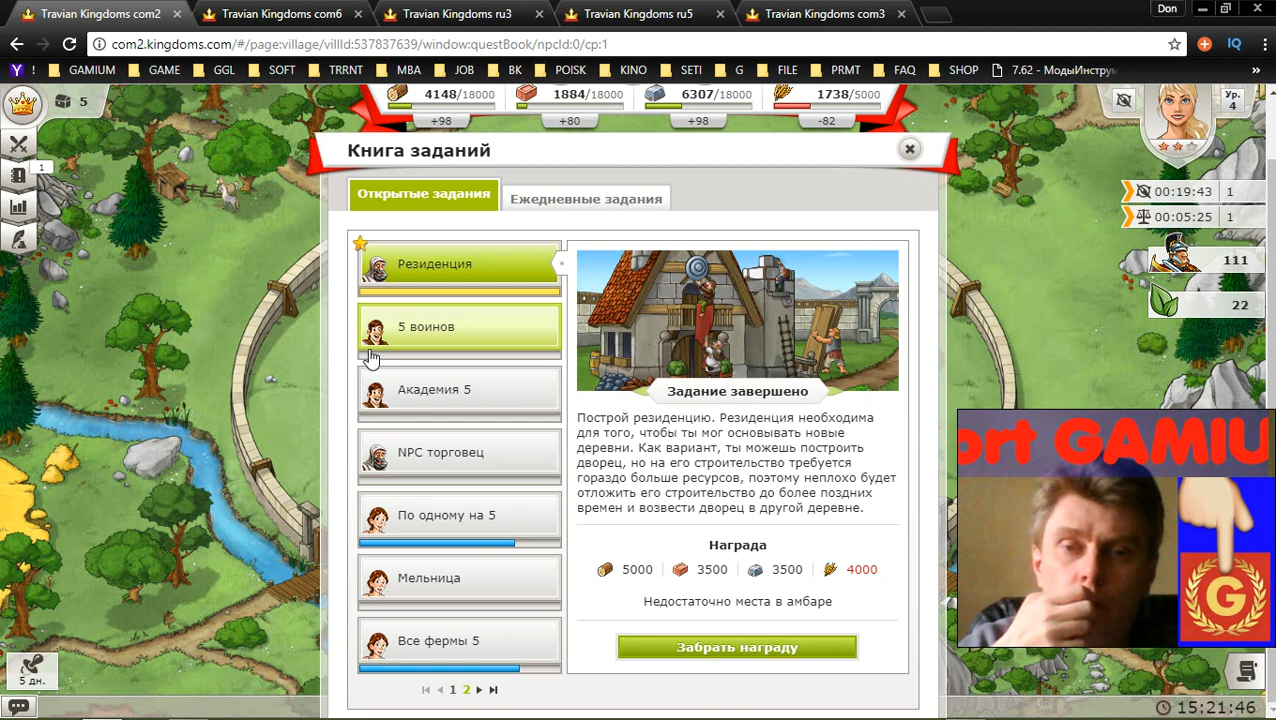 Travian Kingdoms com2
Travian Kingdoms com6
Travian Kingdoms ru3
Travian Kingdoms ru5
Travian Kingdoms com3
Don
com2.kingdoms.com/#/page:village/villId:537837639/window:questBook/npcId:0/cp:1
IQ
Y !
GAMIUM
GAME
GGL
SOFT
TRRNT
MBA
JOB
BK
POISK
KINO
SETI
G
FILE
PRMT
FAQ
SHOP
7.62 - МодыИнструм
»
5
4148/18000
1884/18000
6307/18000
1738/5000
+98
+80
+98
-82
Ур.
4
1
Книга заданий
Открытые задания
Ежедневные задания
00:19:43 1
00:05:25 1
111
22
Резиденция
5 воинов
Академия 5
NPC торговец
По одному на 5
Мельница
Все фермы 5
1 2
Задание завершено
Построй резиденцию. Резиденция необходима
для того, чтобы ты мог основывать новые
деревни. Как вариант, ты можешь построить
дворец, но на его строительство требуется
гораздо больше ресурсов, поэтому неплохо будет
отложить его строительство до более поздних
времен и возвести дворец в другой деревне.
Награда
5000
3500
3500
4000
Недостаточно места в амбаре
Забрать награду
ort GAMIU
G
5 дн.
15:21:46